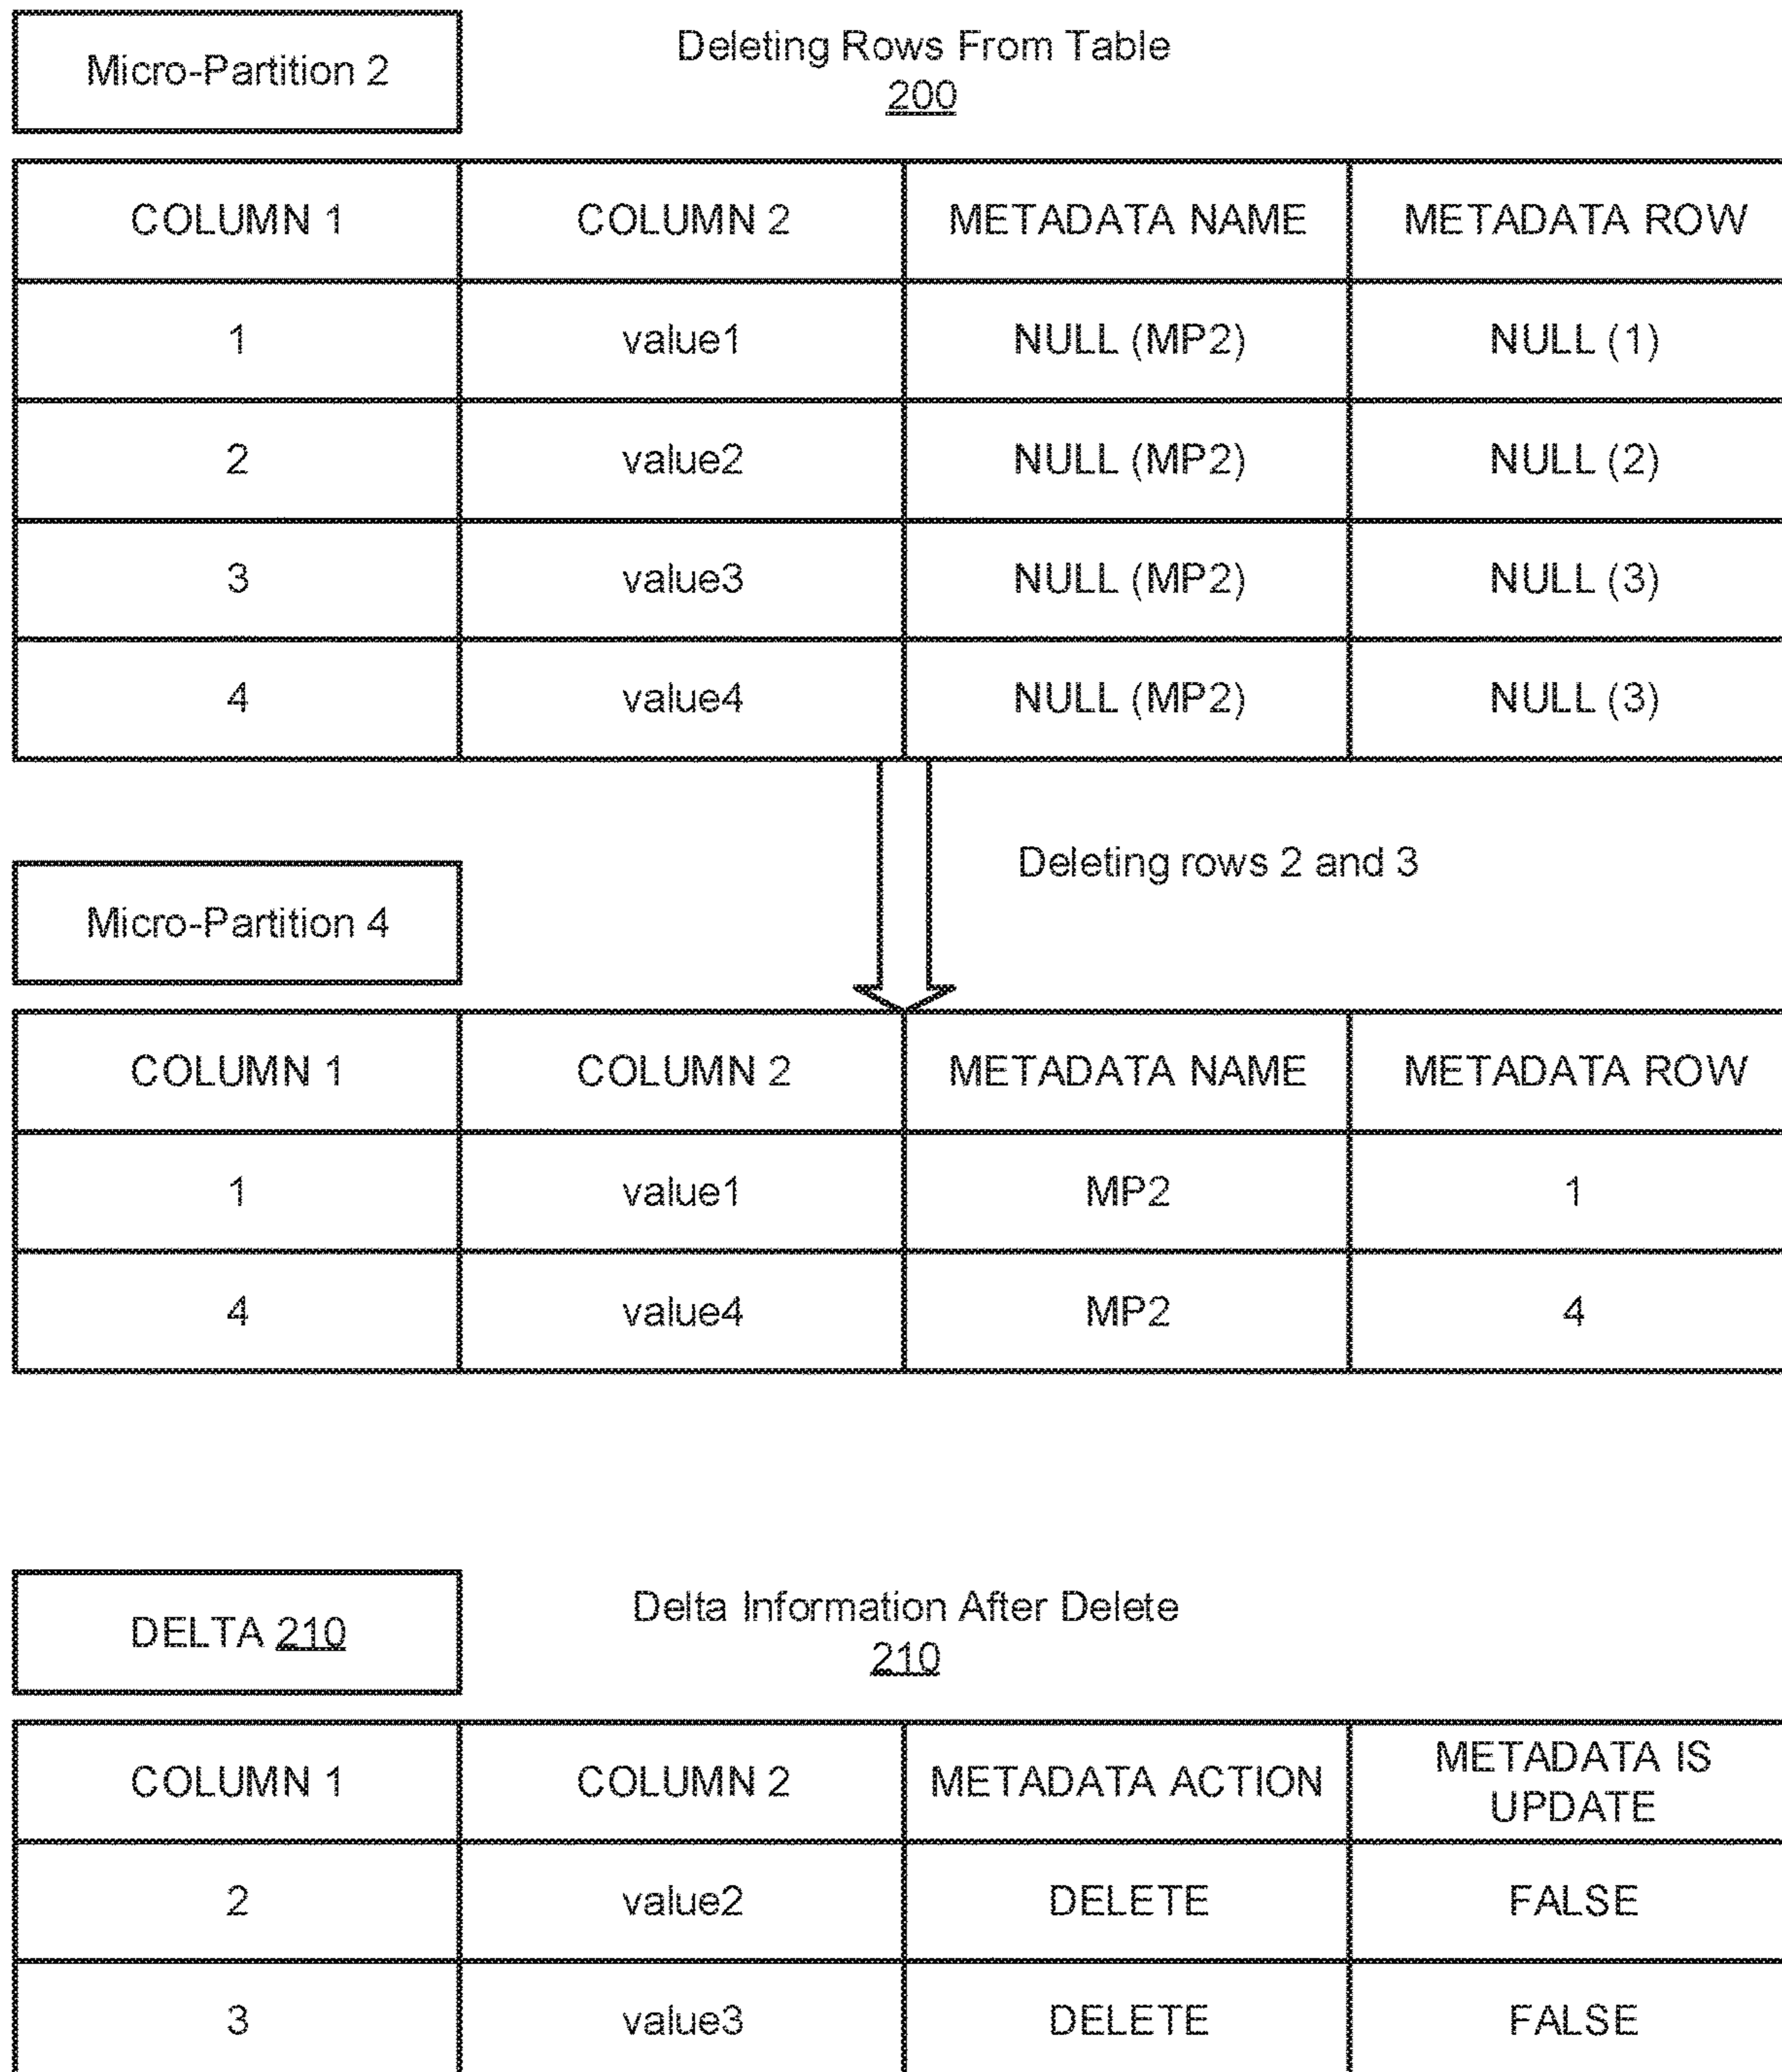 Micro-Partition 2
Deleting Rows From Table
200
COLUMN 1 COLUMN 2 METADATA NAME METADATA ROW
1 value1 NULL (MP2) NULL (1)
2 value2 NULL (MP2) NULL (2)
3 value3 NULL (MP2) NULL (3)
4 value4 NULL (MP2) NULL (3)
Deleting rows 2 and 3
Micro-Partition 4
COLUMN 1 COLUMN 2 METADATA NAME METADATA ROW
1 value1 MP2 1
4 value4 MP2 4
DELTA 210
Delta Information After Delete
210
COLUMN 1 COLUMN 2 METADATA ACTION METADATA IS
UPDATE
2 value2 DELETE FALSE
3 value3 DELETE FALSE